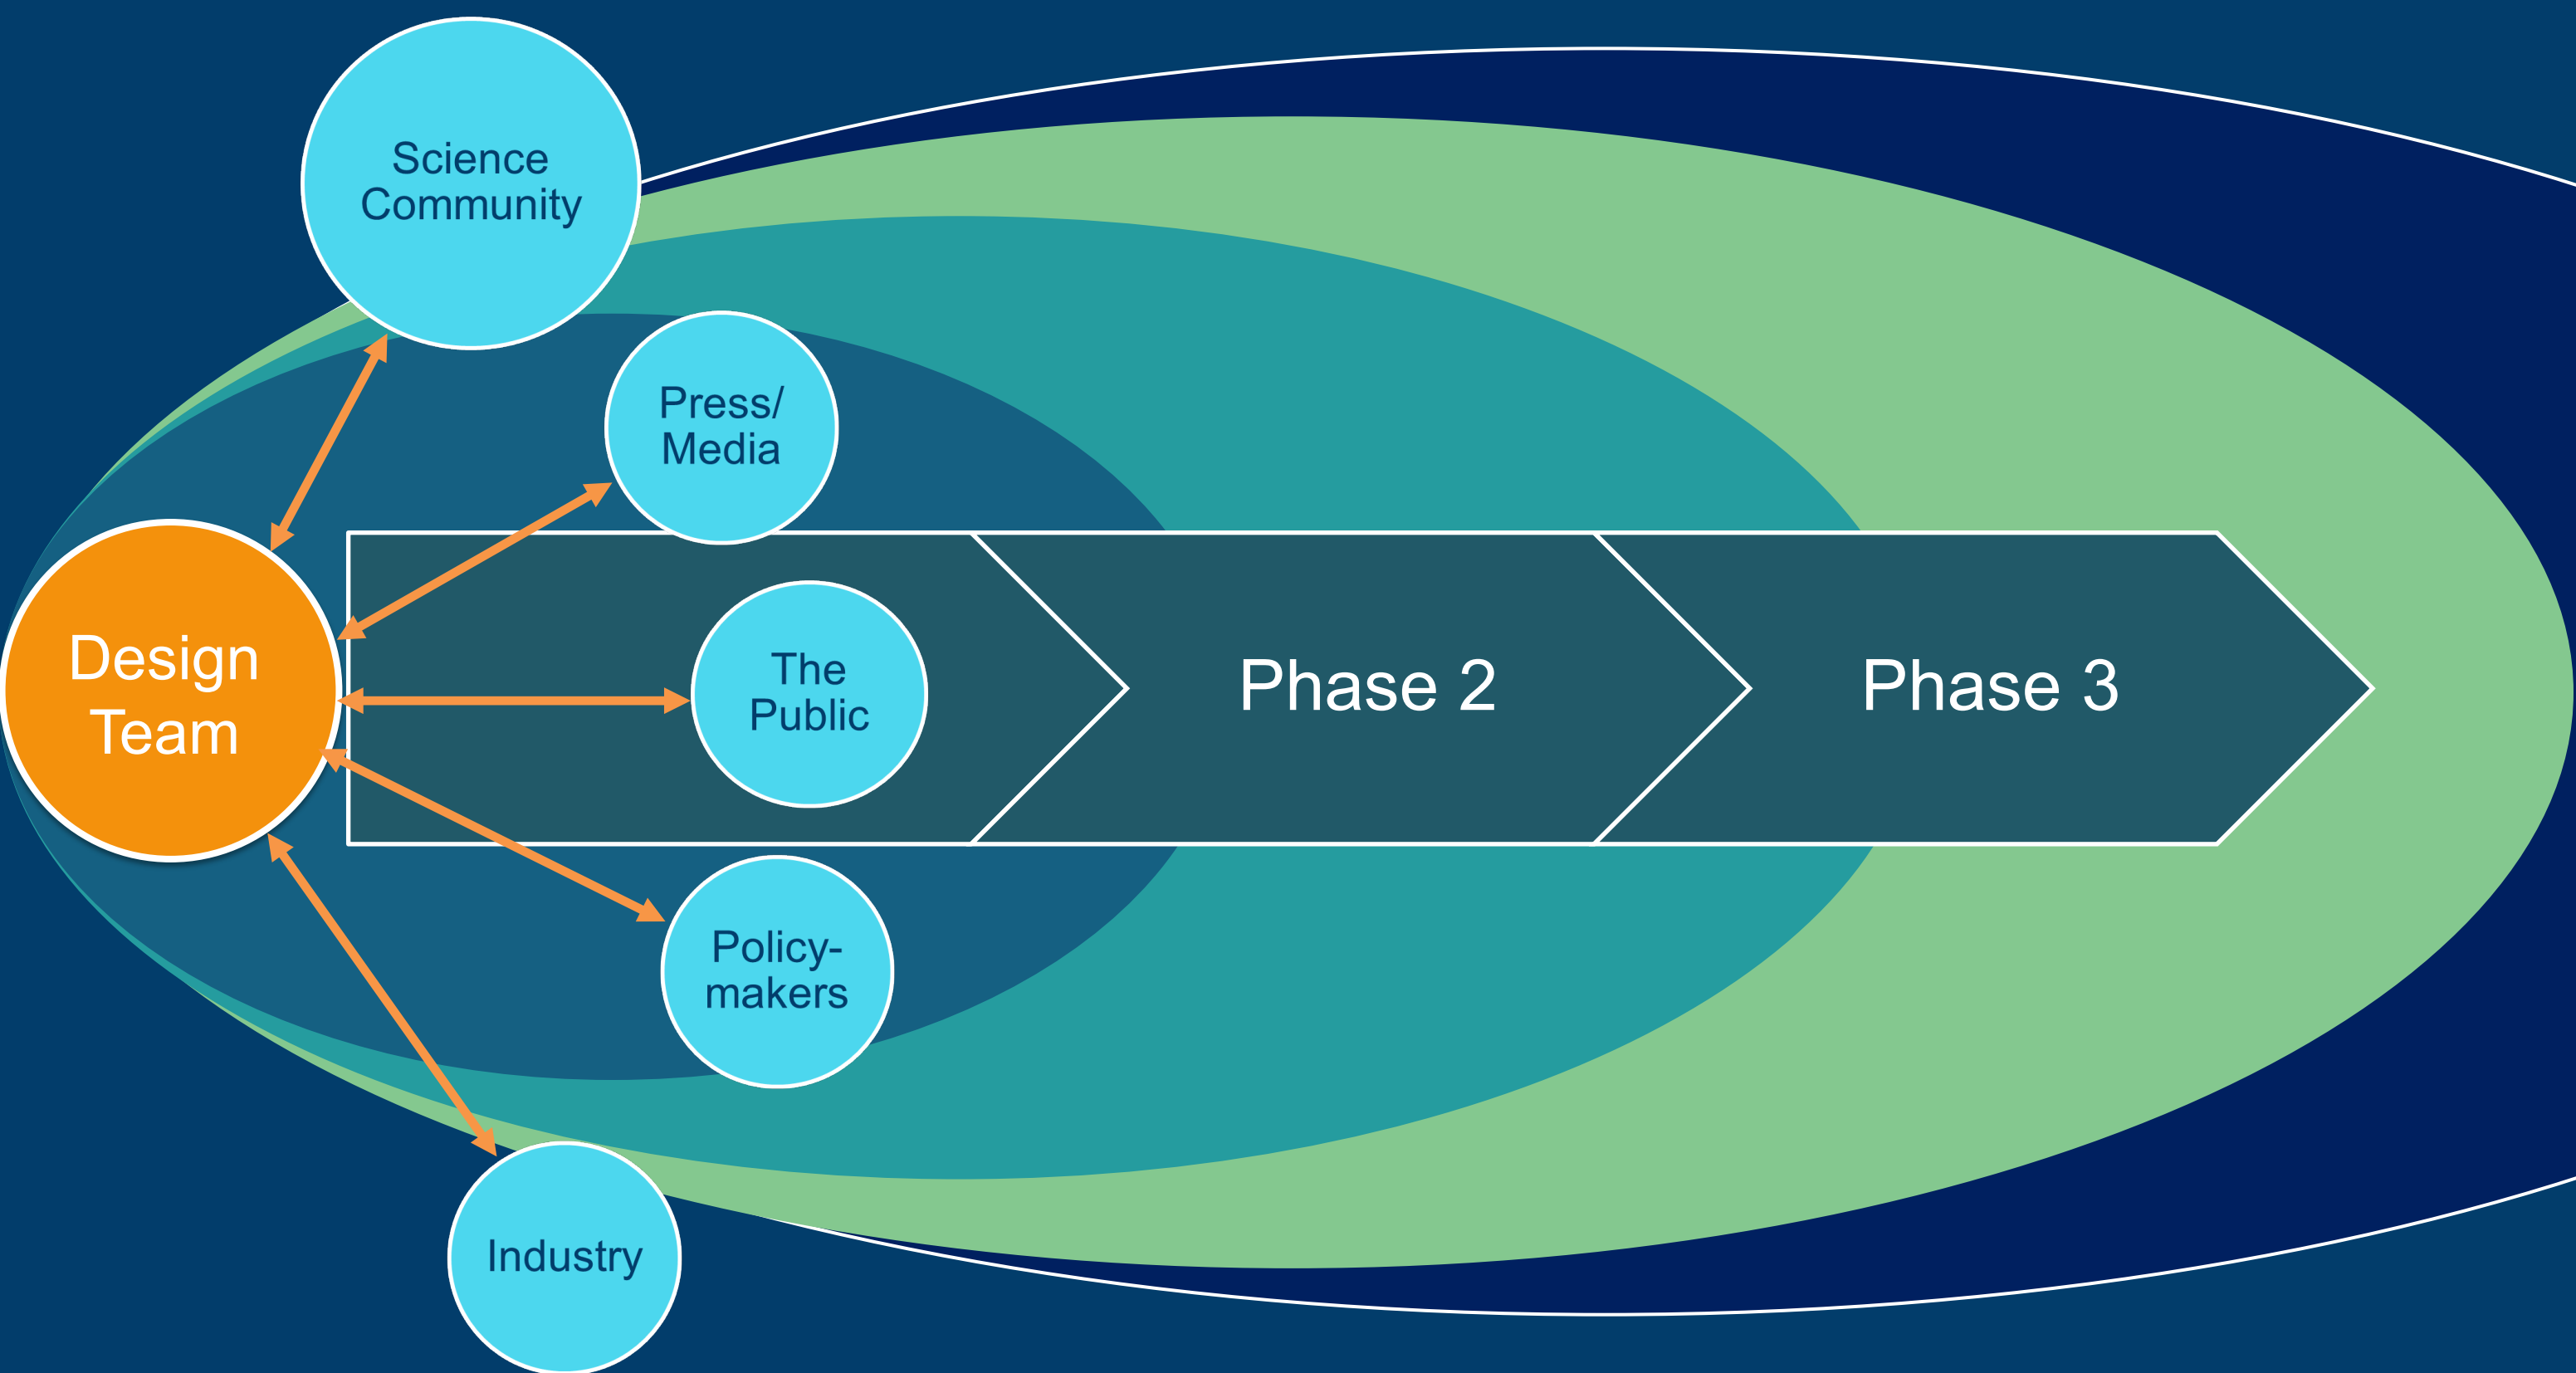 Science
Community
Press/
Media
Design
Team
The
Public
Phase 2
Phase 3
Policy-
makers
Industry